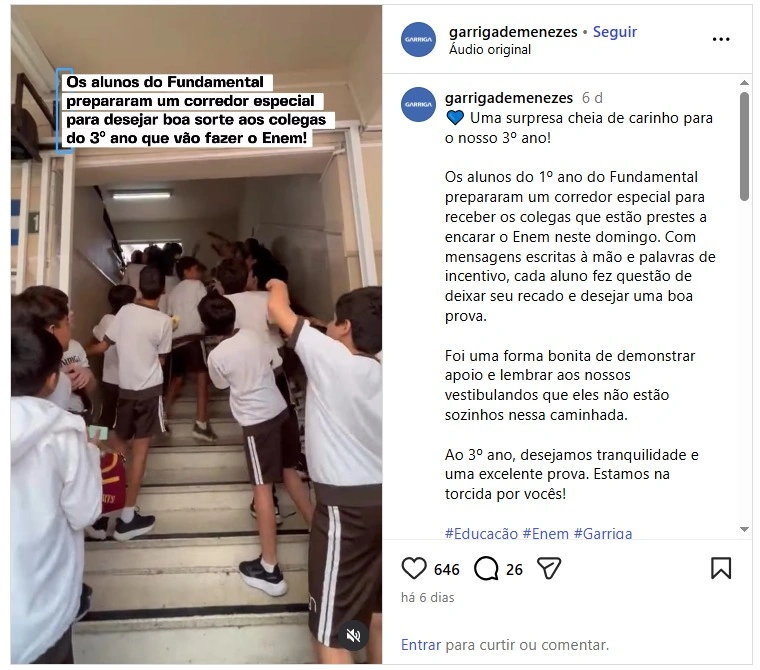 Os alunos do Fundamental
prepararam um corredor especial
para desejar boa sorte aos colegas
do 3º ano que vão fazer o Enem!
1
GARRIGA
garrigademenezes • Seguir
Áudio original
GARRIGA
garrigademenezes 6 d
💙 Uma surpresa cheia de carinho para
o nosso 3º ano!
Os alunos do 1º ano do Fundamental
prepararam um corredor especial para
receber os colegas que estão prestes a
encarar o Enem neste domingo. Com
mensagens escritas à mão e palavras de
incentivo, cada aluno fez questão de
deixar seu recado e desejar uma boa
prova.
Foi uma forma bonita de demonstrar
apoio e lembrar aos nossos
vestibulandos que eles não estão
sozinhos nessa caminhada.
Ao 3º ano, desejamos tranquilidade e
uma excelente prova. Estamos na
torcida por vocês!
#Educação #Enem #Garriga
646 26
há 6 dias
Entrar para curtir ou comentar.